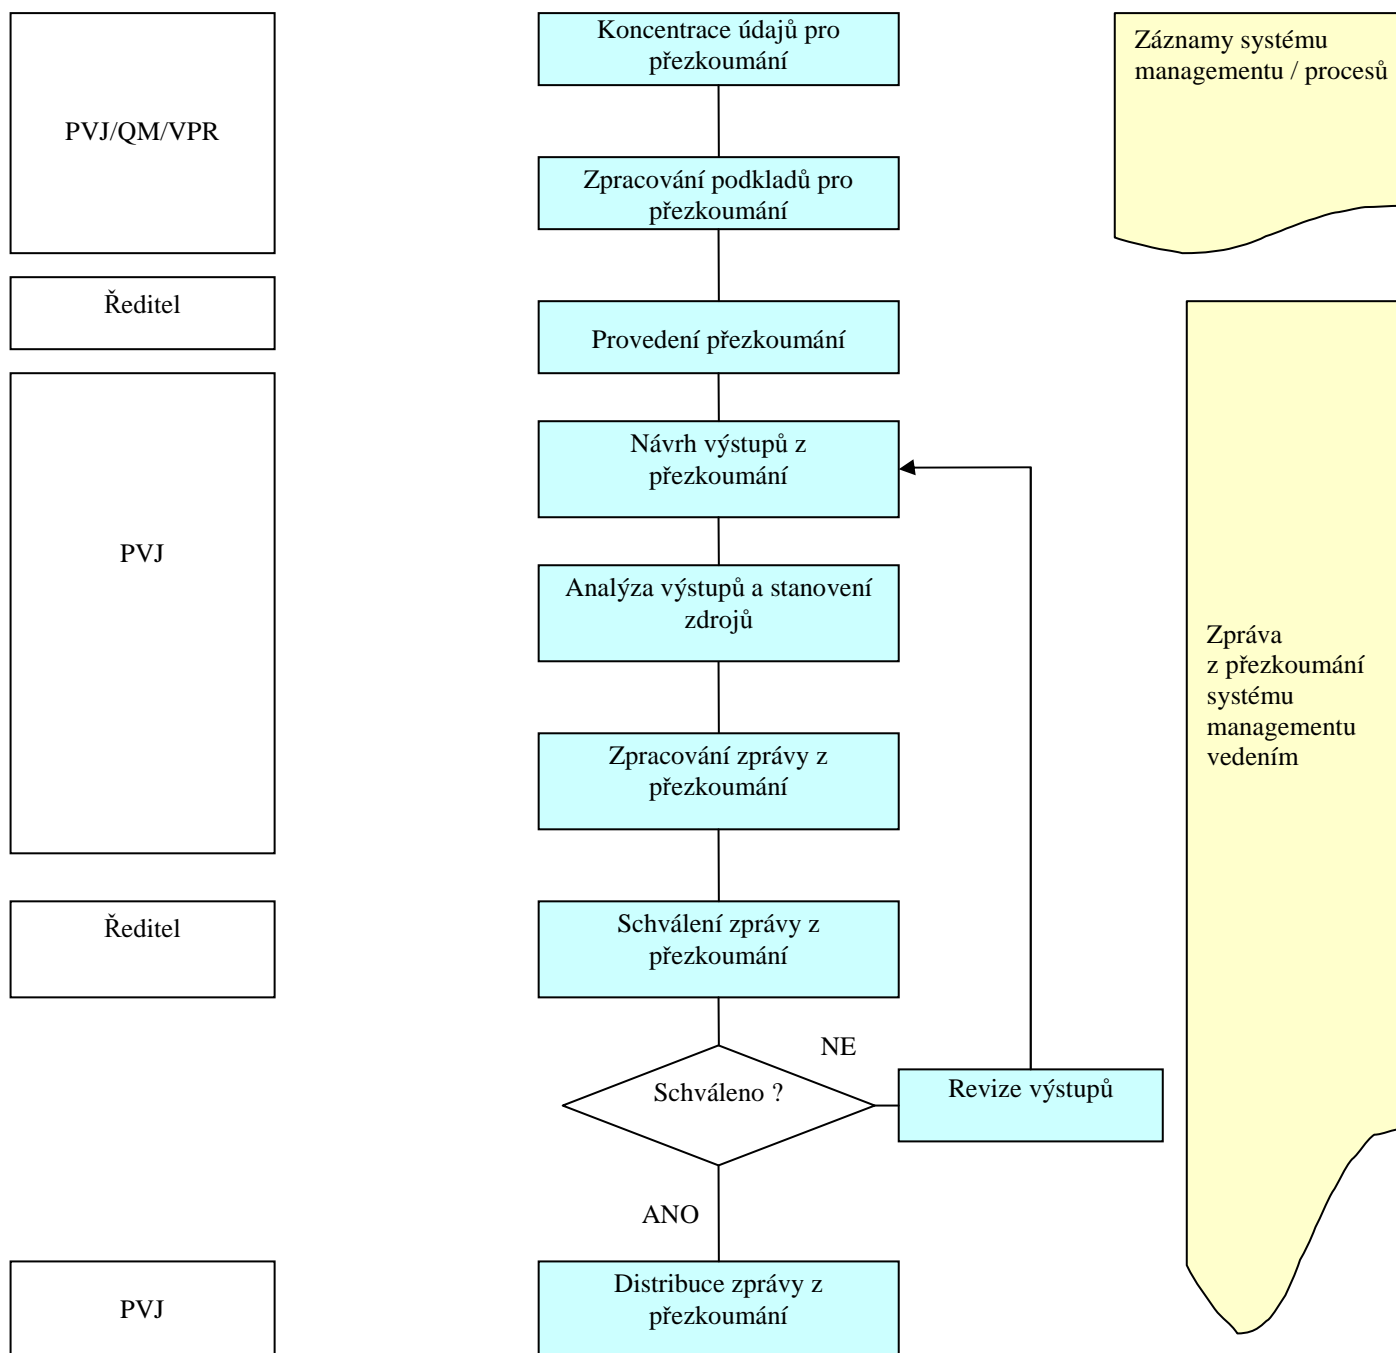 Koncentrace údajů pro
přezkoumání
Záznamy systému
managementu / procesů
PVJ/QM/VPR
Zpracování podkladů pro
přezkoumání
Ředitel
Provedení přezkoumání
Návrh výstupů z
přezkoumání
PVJ
Analýza výstupů a stanovení
zdrojů
Zpráva
z přezkoumání
systému
managementu
vedením
Zpracování zprávy z
přezkoumání
Ředitel
Schválení zprávy z
přezkoumání
NE
Schváleno ?
Revize výstupů
ANO
PVJ
Distribuce zprávy z
přezkoumání